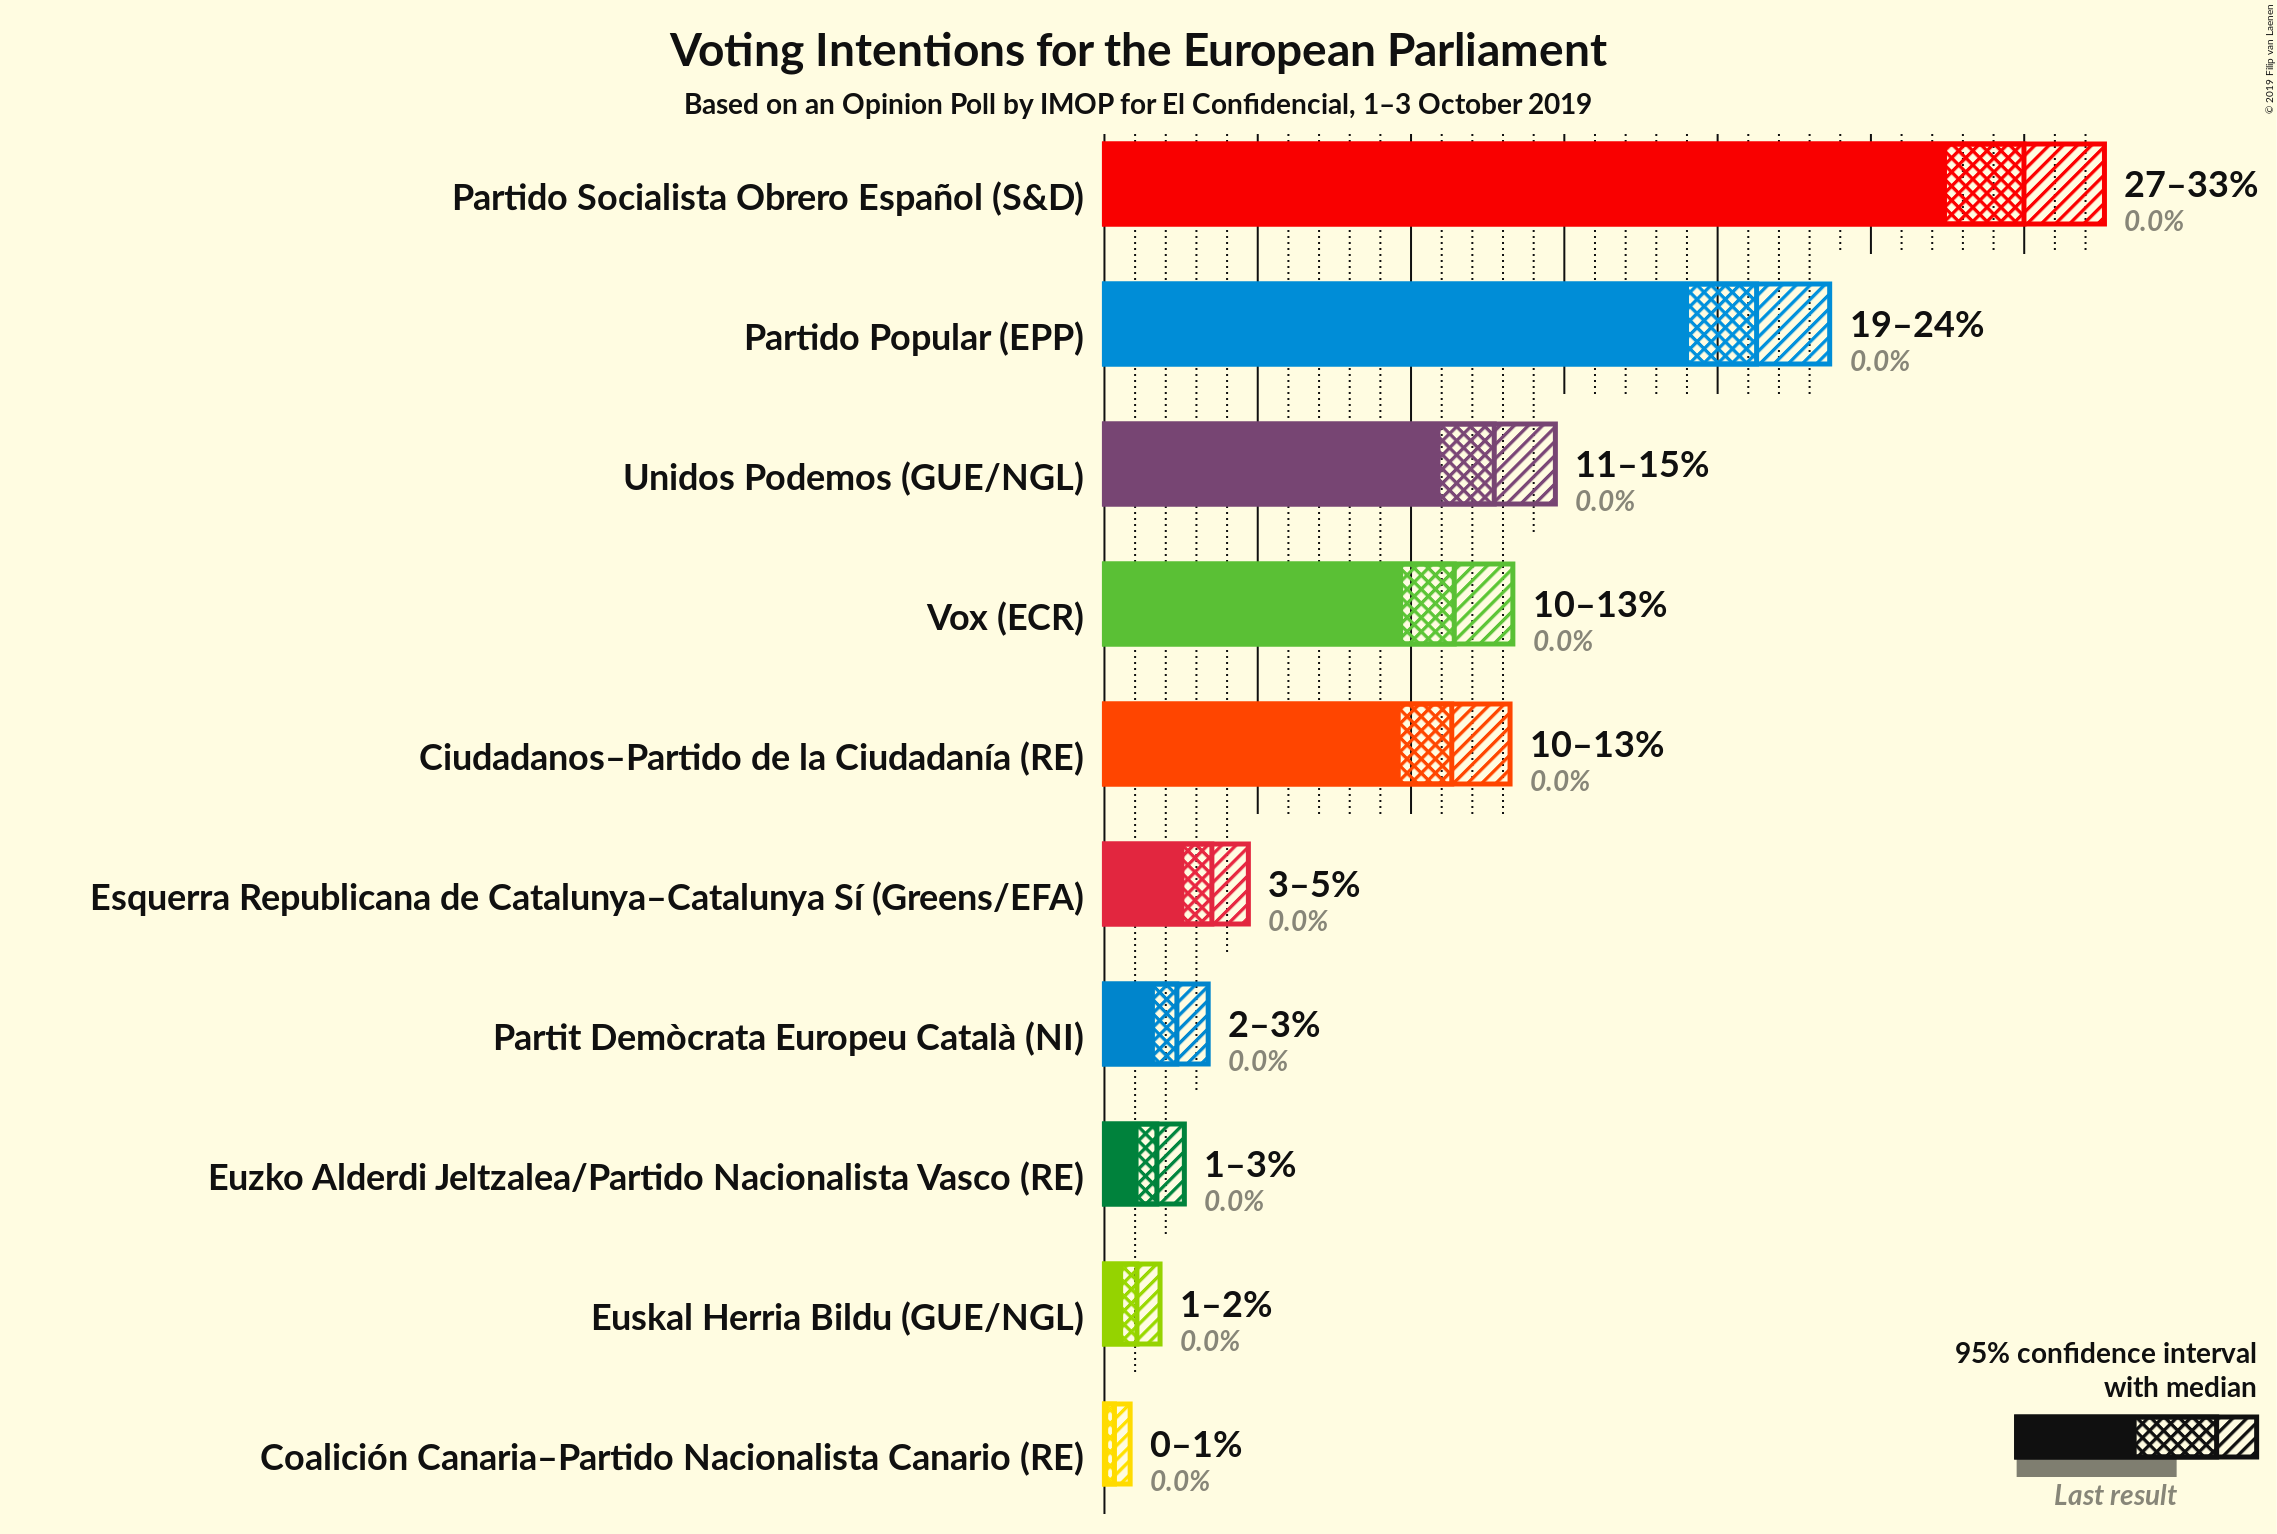 Voting Intentions for the European Parliament
Based on an Opinion Poll by IMOP for El Confidencial, 1–3 October 2019
© 2019 Filip van Laenen
Partido Socialista Obrero Español (S&D)
27–33%
0.0%
Partido Popular (EPP)
19–24%
0.0%
Unidos Podemos (GUE/NGL)
11–15%
0.0%
Vox (ECR)
10–13%
0.0%
Ciudadanos–Partido de la Ciudadanía (RE)
10–13%
0.0%
Esquerra Republicana de Catalunya–Catalunya Sí (Greens/EFA)
3–5%
0.0%
Partit Demòcrata Europeu Català (NI)
2–3%
0.0%
Euzko Alderdi Jeltzalea/Partido Nacionalista Vasco (RE)
1–3%
0.0%
Euskal Herria Bildu (GUE/NGL)
1–2%
0.0%
Coalición Canaria–Partido Nacionalista Canario (RE)
0–1%
0.0%
95% confidence interval
with median
Last result